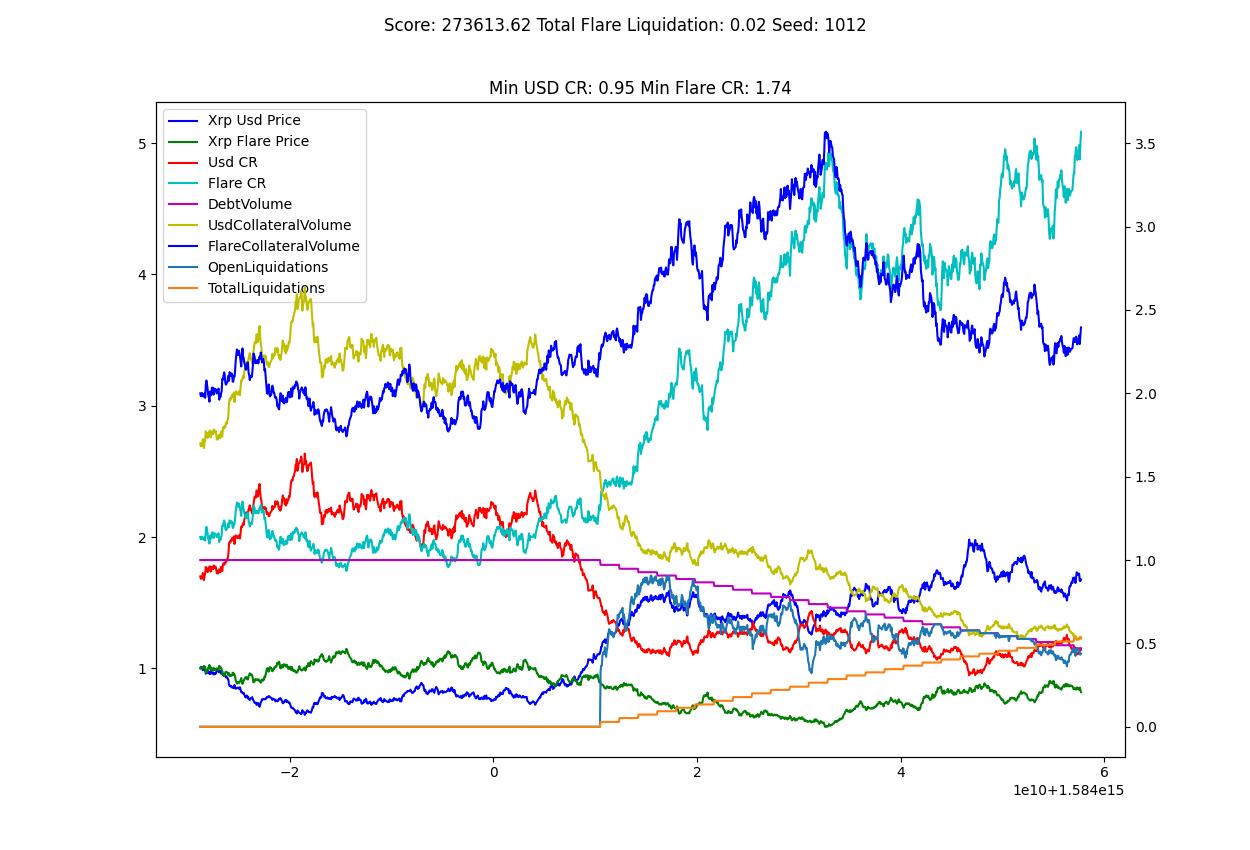 Score: 273613.62 Total Flare Liquidation: 0.02 Seed: 1012
Min USD CR: 0.95 Min Flare CR: 1.74
Xrp Usd Price
Xrp Flare Price
Usd CR
Flare CR
DebtVolume
UsdCollateralVolume
FlareCollateralVolume
OpenLiquidations
TotalLiquidations
5
4
3
2
1
3.5
3.0
2.5
2.0
1.5
1.0
0.5
0.0
−2
0
2
4
6
1e10+1.584e15